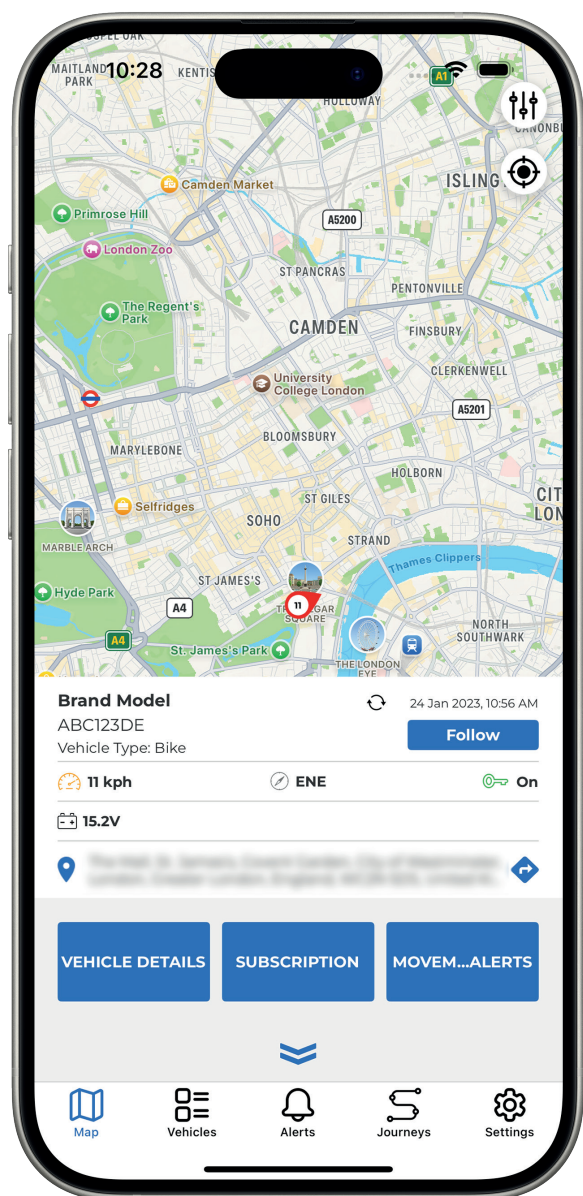 GOSPEL OAK
MAITLAND
PARK
10:28
KENTIS
A1
HOLLOWAY
CANONBU
Camden Market
ISLING
Primrose Hill
A5200
London Zoo
ST PANCRAS
PENTONVILLE
The Regent's
Park
CAMDEN
FINSBURY
CLERKENWELL
University
College London
A5201
BLOOMSBURY
MARYLEBONE
HOLBORN
Selfridges
ST GILES
CIT
LON
SOHO
STRAND
MARBLE ARCH
Thames Clippers
ST JAMES'S
Hyde Park
A4
11
SQUARE
A4
NORTH
SOUTHWARK
St. James's Park
THE LONDON
EYE
Brand Model
24 Jan 2023, 10:56 AM
ABC123DE
Follow
Vehicle Type: Bike
11 kph
ENE
On
15.2V
VEHICLE DETAILS
SUBSCRIPTION
MOVEM...ALERTS
Map
Vehicles
Alerts
Journeys
Settings